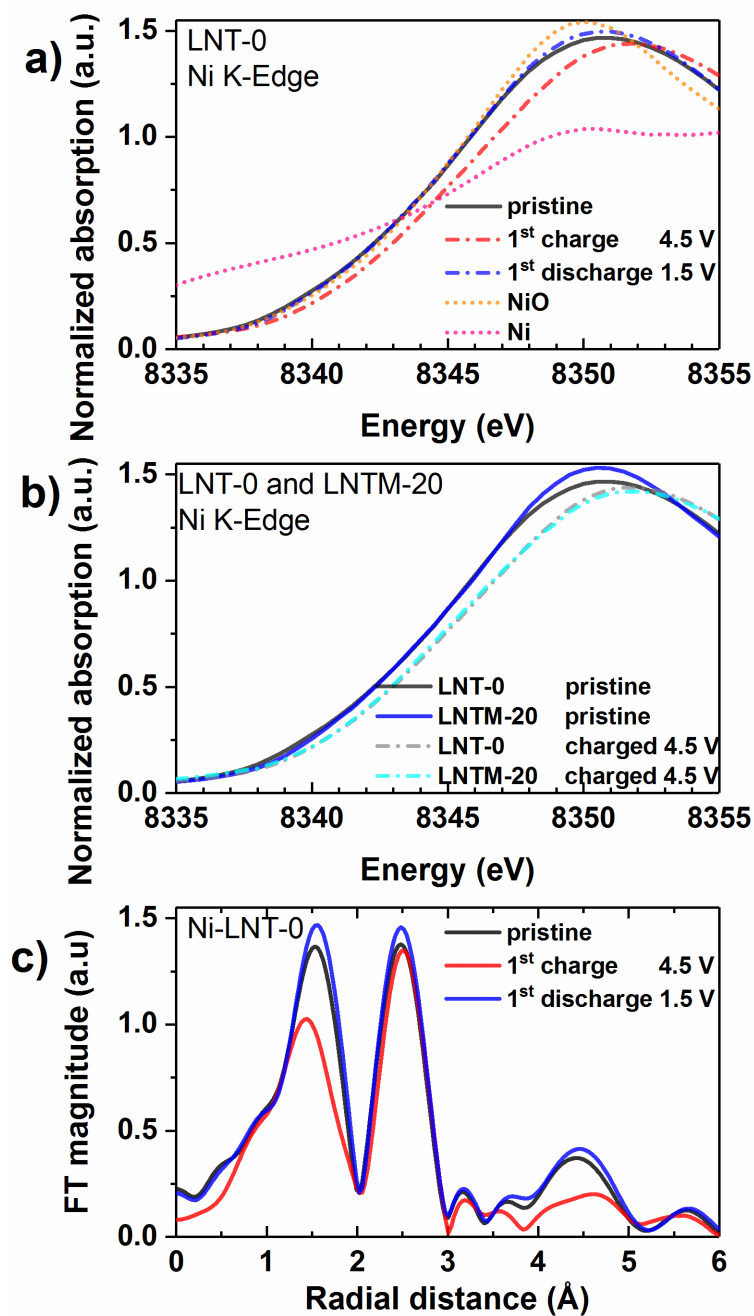 a)
LNT-0
Ni K-Edge
Normalized absorption (a.u.)
1.5
1.0
0.5
0.0
pristine
1st charge 4.5 V
1st discharge 1.5 V
NiO
Ni
8335 8340 8345 8350 8355
Energy (eV)
b)
LNT-0 and LNTM-20
Ni K-Edge
Normalized absorption (a.u.)
1.5
1.0
0.5
0.0
LNT-0 pristine
LNTM-20 pristine
LNT-0 charged 4.5 V
LNTM-20 charged 4.5 V
8335 8340 8345 8350 8355
Energy (eV)
c)
Ni-LNT-0
FT magnitude (a.u)
1.5
1.0
0.5
0.0
pristine
1st charge 4.5 V
1st discharge 1.5 V
0 1 2 3 4 5 6
Radial distance (Å)